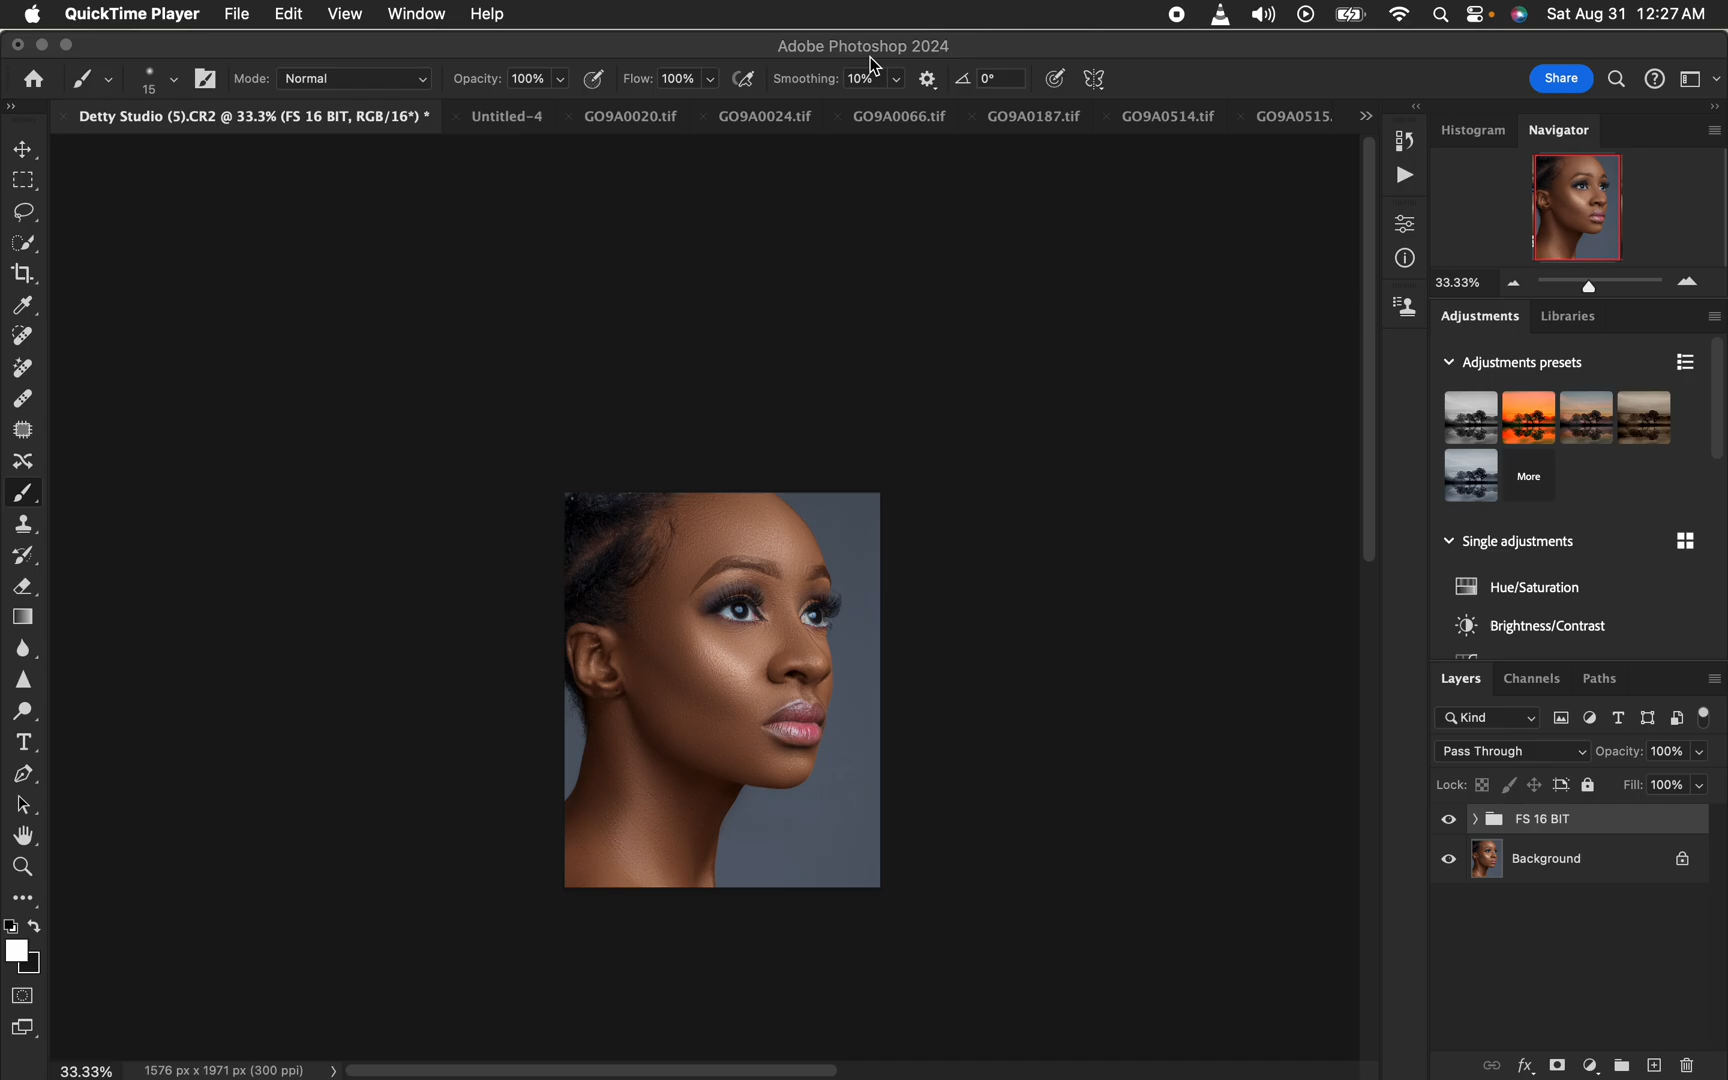 QuickTime Player File Edit View Window Help Sat Aug 31 12:27 AM
Adobe Photoshop 2024
15 Mode: Normal Opacity: 100% Flow: 100% Smoothing: 10% 0° Share
Detty Studio (5).CR2 @ 33.3% (FS 16 BIT, RGB/16*) * Untitled-4 GO9A0020.tif GO9A0024.tif GO9A0066.tif GO9A0187.tif GO9A0514.tif GO9A0515.
Histogram Navigator
33.33%
Adjustments Libraries
Adjustments presets
More
Single adjustments
Hue/Saturation
Brightness/Contrast
Layers Channels Paths
Kind
Pass Through Opacity: 100%
Lock: Fill: 100%
FS 16 BIT
Background
33.33% 1576 px x 1971 px (300 ppi)